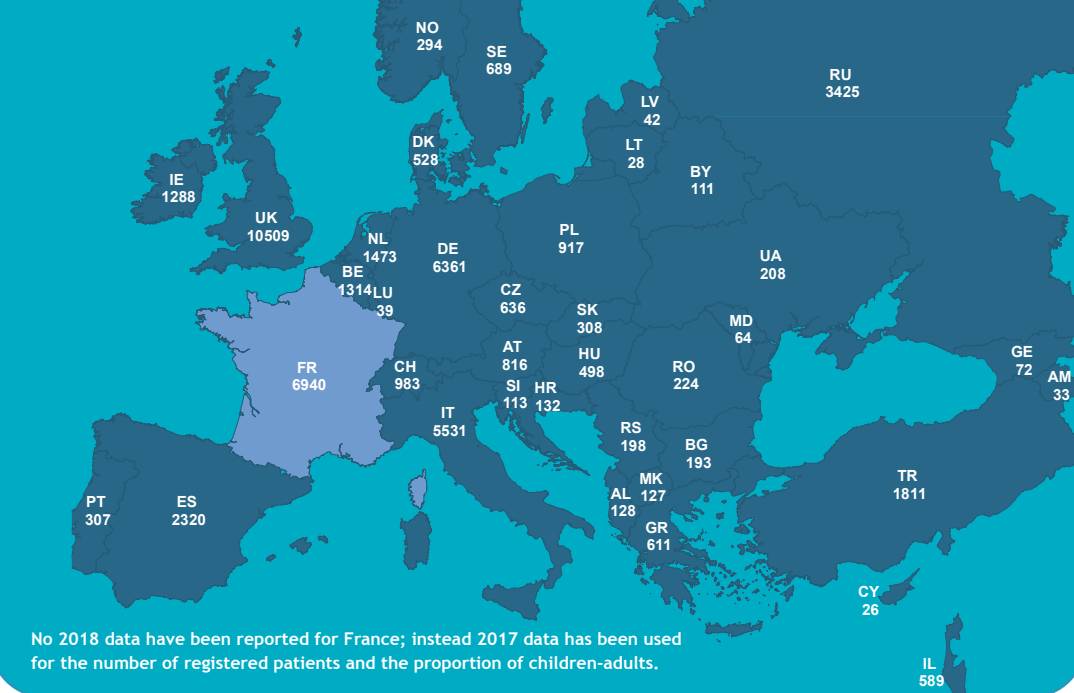 NO
294
SE
689
RU
3425
LV
42
DK
528
LT
28
BY
111
IE
1288
UK
10509
NL
1473
DE
6361
PL
917
UA
208
BE
1314
LU
39
CZ
636
SK
308
MD
64
AT
816
HU
498
GE
72
FR
6940
CH
983
RO
224
AM
33
SI
113
HR
132
IT
5531
RS
198
BG
193
TR
1811
MK
127
AL
128
PT
307
ES
2320
GR
611
CY
26
No 2018 data have been reported for France; instead 2017 data has been used
for the number of registered patients and the proportion of children-adults.
IL
589